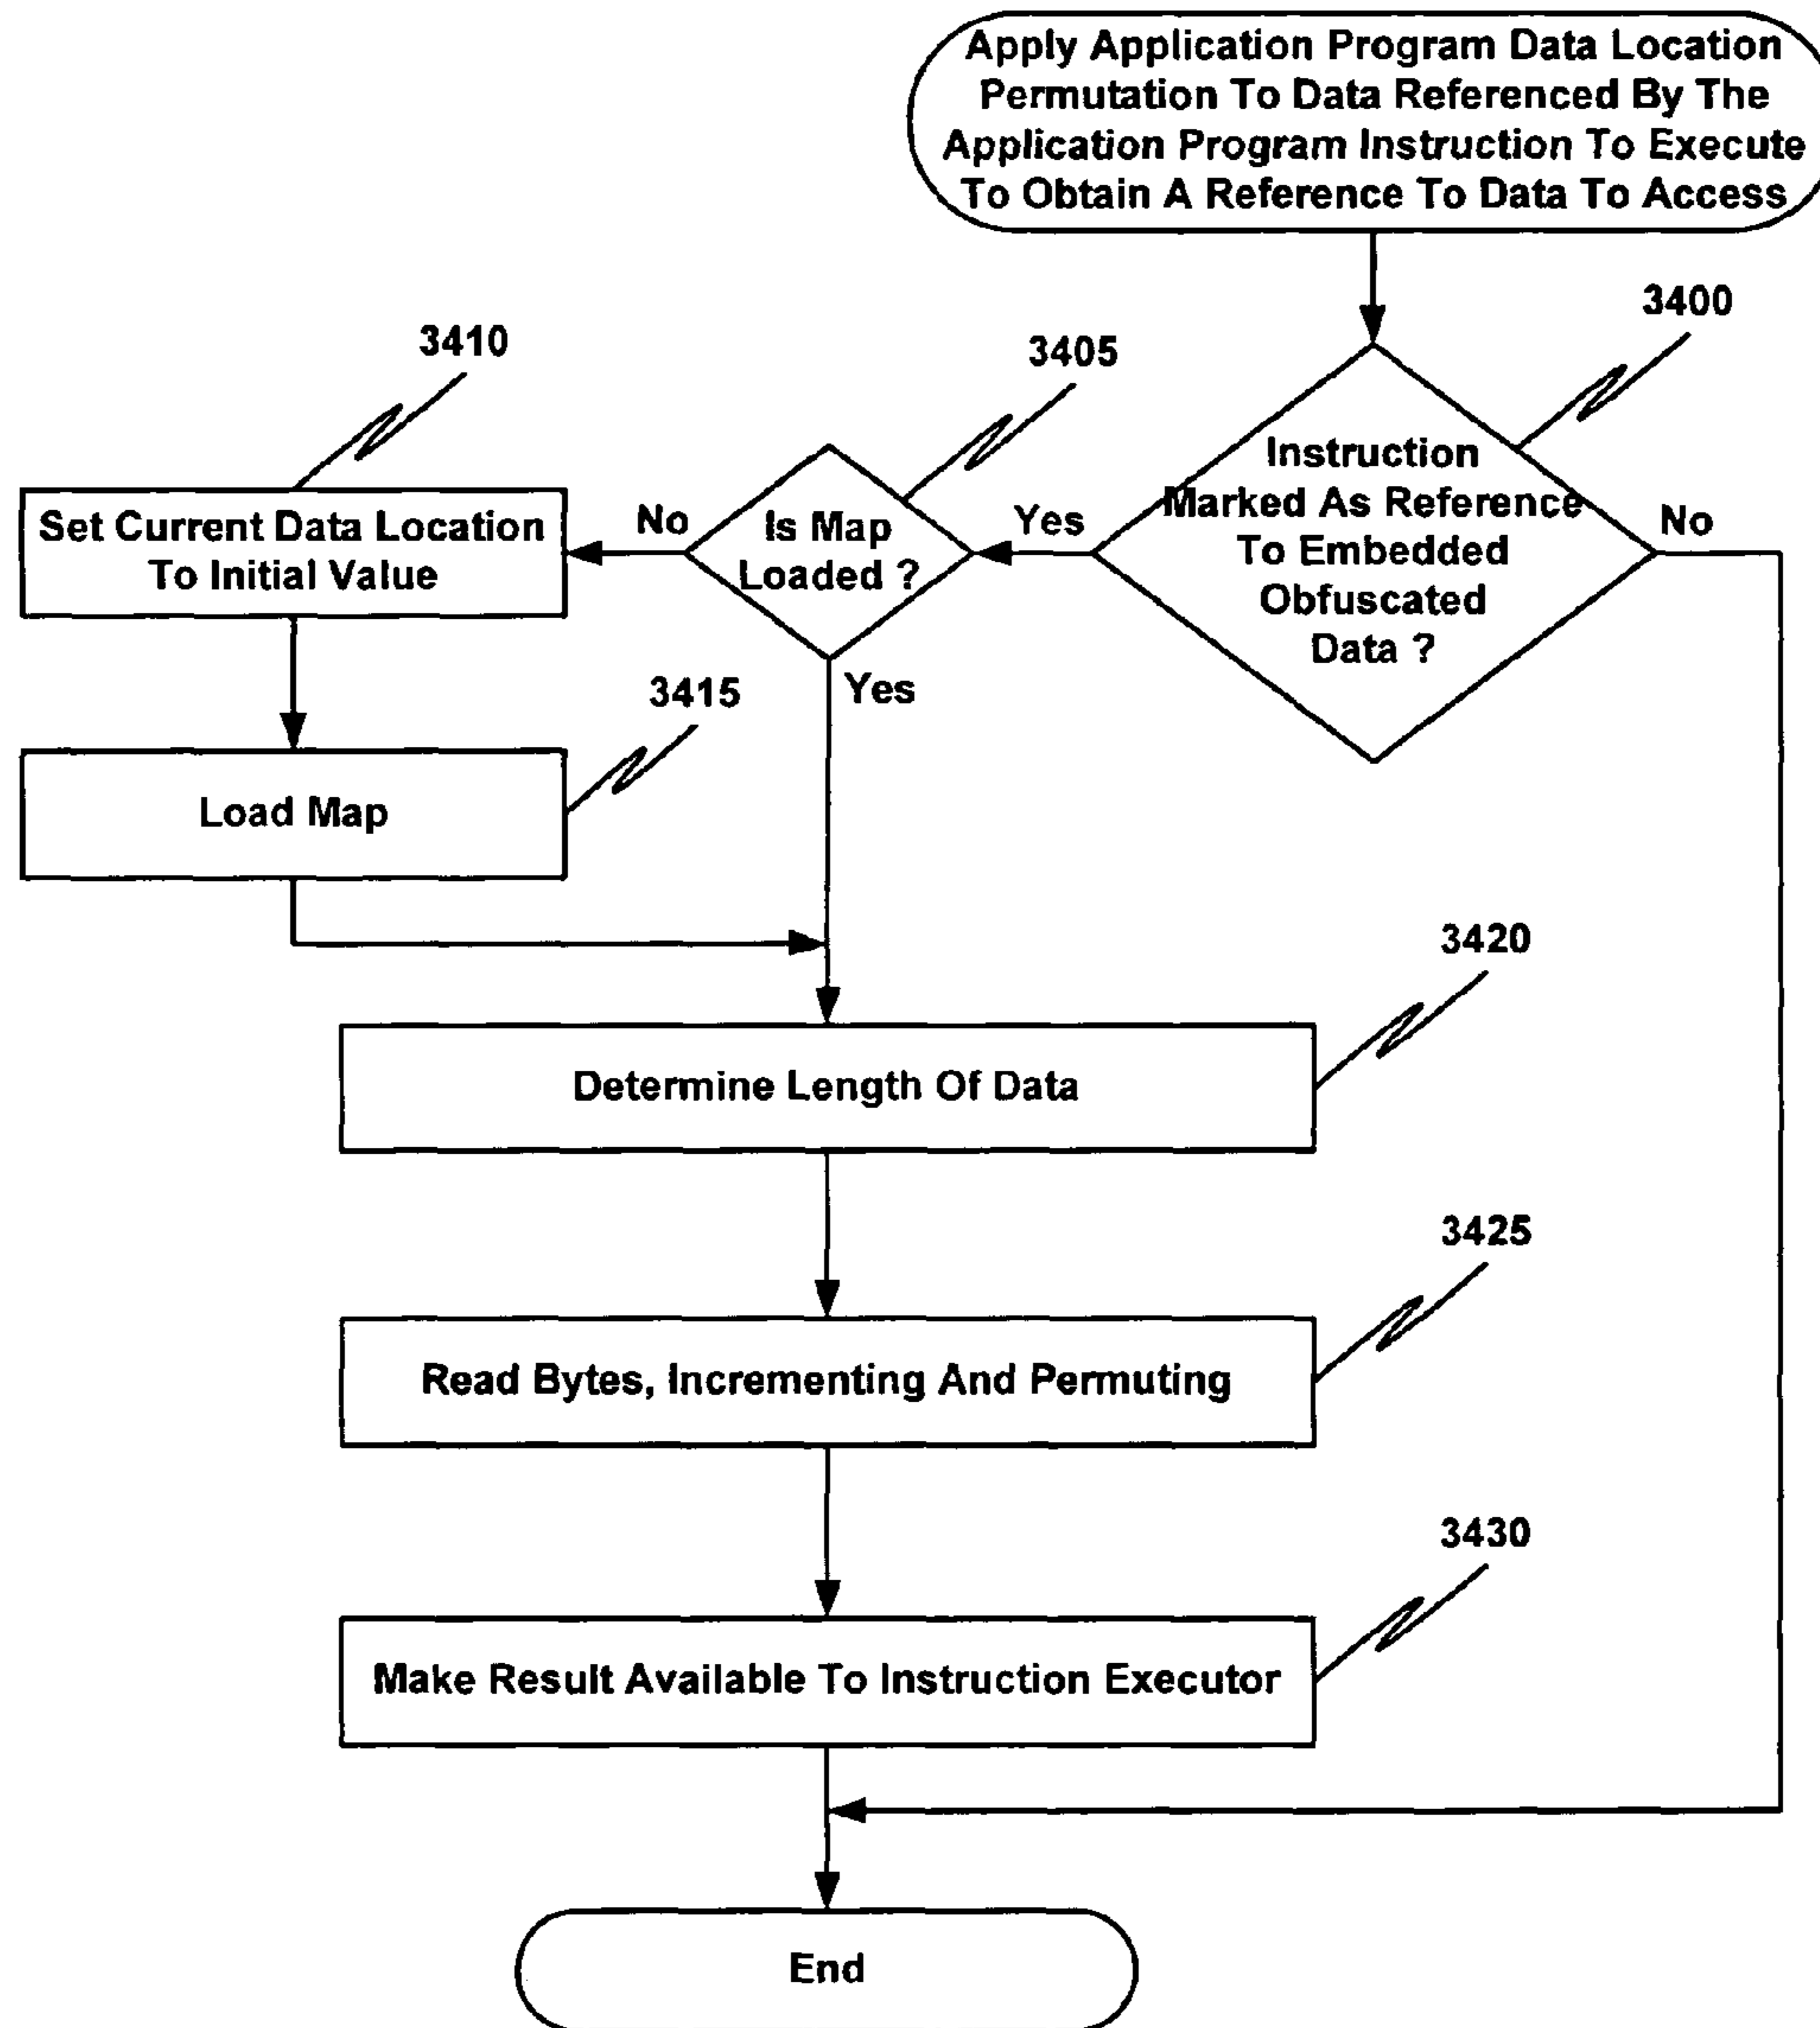 Apply Application Program Data Location
Permutation To Data Referenced By The
Application Program Instruction To Execute
To Obtain A Reference To Data To Access
3400
3410
3405
Instruction
Marked As Reference
To Embedded
Obfuscated
Data ?
No
Yes
Is Map
Loaded ?
No
Set Current Data Location
To Initial Value
Yes
3415
Load Map
3420
Determine Length Of Data
3425
Read Bytes, Incrementing And Permuting
3430
Make Result Available To Instruction Executor
End